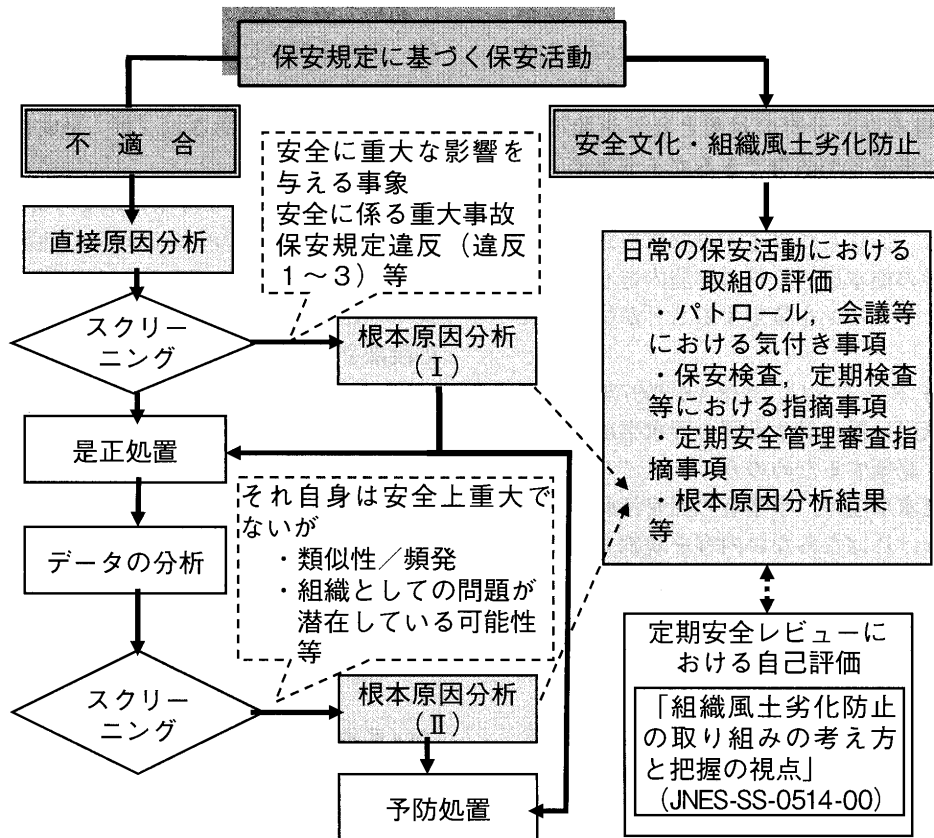 保安規定に基づく保安活動
不適合
安全文化・組織風土劣化防止
安全に重大な影響を
与える事象
安全に係る重大事故
保安規定違反（違反
１～３）等
直接原因分析
スクリー
ニング
根本原因分析
（Ⅰ）
是正処置
それ自身は安全上重大で
ないが
・類似性／頻発
・組織としての問題が
潜在している可能性
等
データの分析
スクリー
ニング
根本原因分析
（Ⅱ）
予防処置
日常の保安活動における
取組の評価
・パトロール，会議等
における気付き事項
・保安検査，定期検査
等における指摘事項
・定期安全管理審査指
摘事項
・根本原因分析結果
等
定期安全レビューに
おける自己評価
「組織風土劣化防止
の取り組みの考え方
と把握の視点」
（JNES-SS-0514-00）